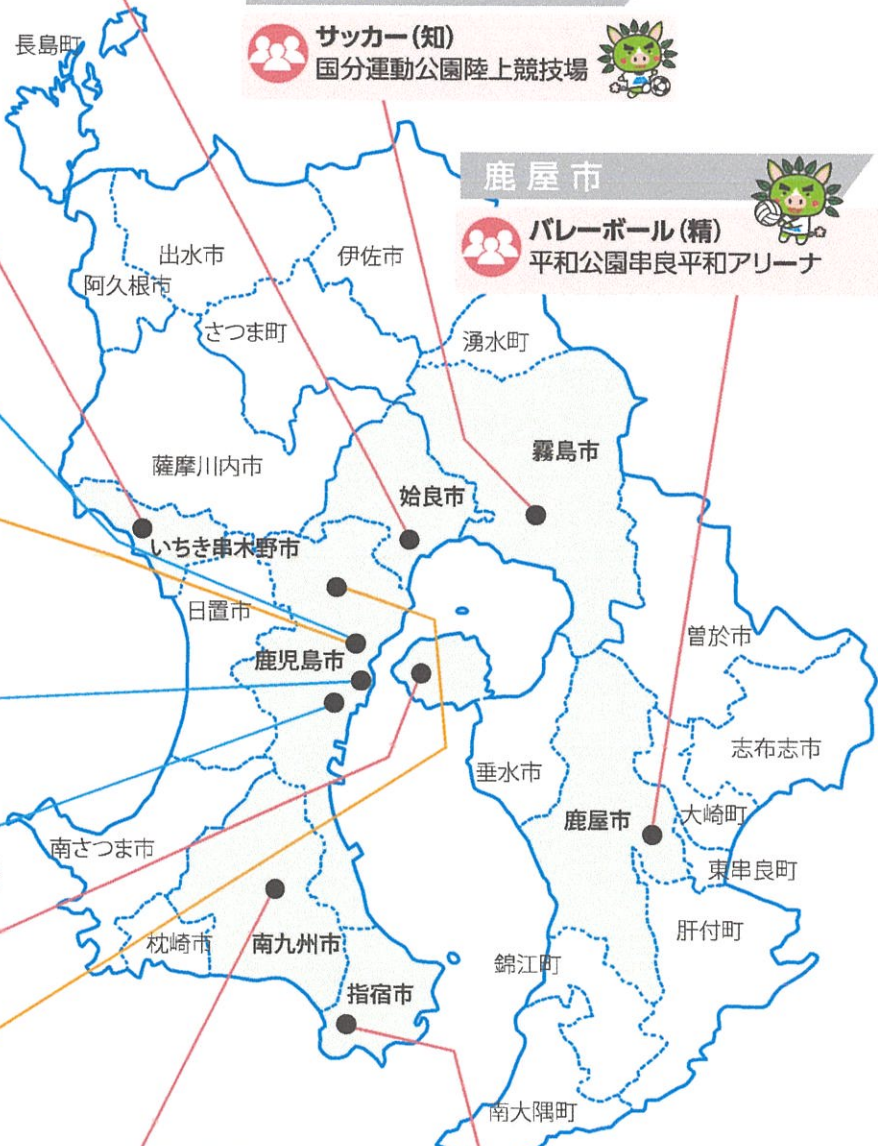 サッカー(知)
国分運動公園陸上競技場
長島町
鹿屋市
バレーボール(精)
平和公園串良平和アリーナ
出水市
伊佐市
阿久根市
さつま町
湧水町
薩摩川内市
霧島市
姶良市
いちき串木野市
日置市
鹿児島市
曽於市
志布志市
垂水市
鹿屋市
大崎町
南さつま市
東串良町
枕崎市
南九州市
肝付町
錦江町
指宿市
南大隅町